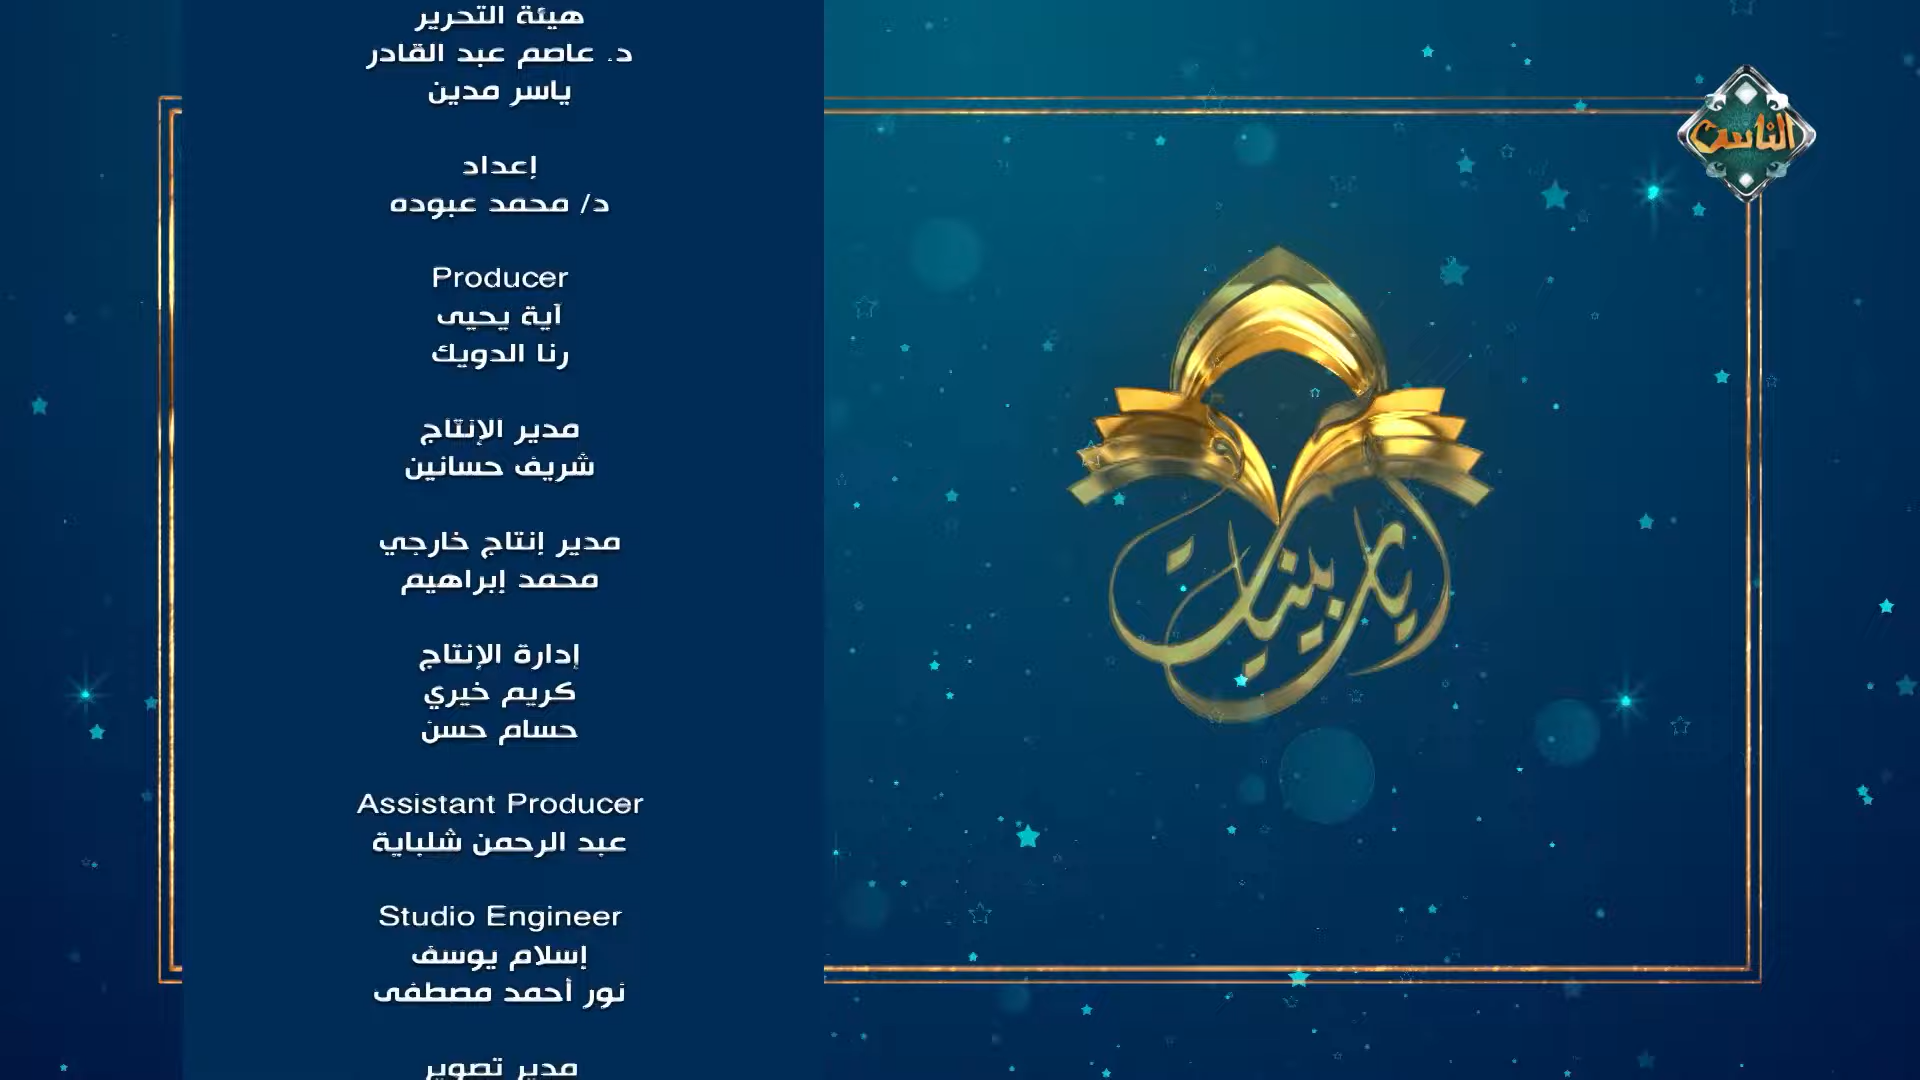 هيئة التحرير
د. عاصم عبد القادر
ياسر مدين
إعداد
د/ محمد عبوده
Producer
آية يحيى
رنا الدويك
مدير الإنتاج
شريف حسانين
مدير إنتاج خارجي
محمد إبراهيم
إدارة الإنتاج
كريم خيري
حسام حسن
Assistant Producer
عبد الرحمن شلباية
Studio Engineer
إسلام يوسف
نور أحمد مصطفى
مدير تصوير
الناس
آيات بينات